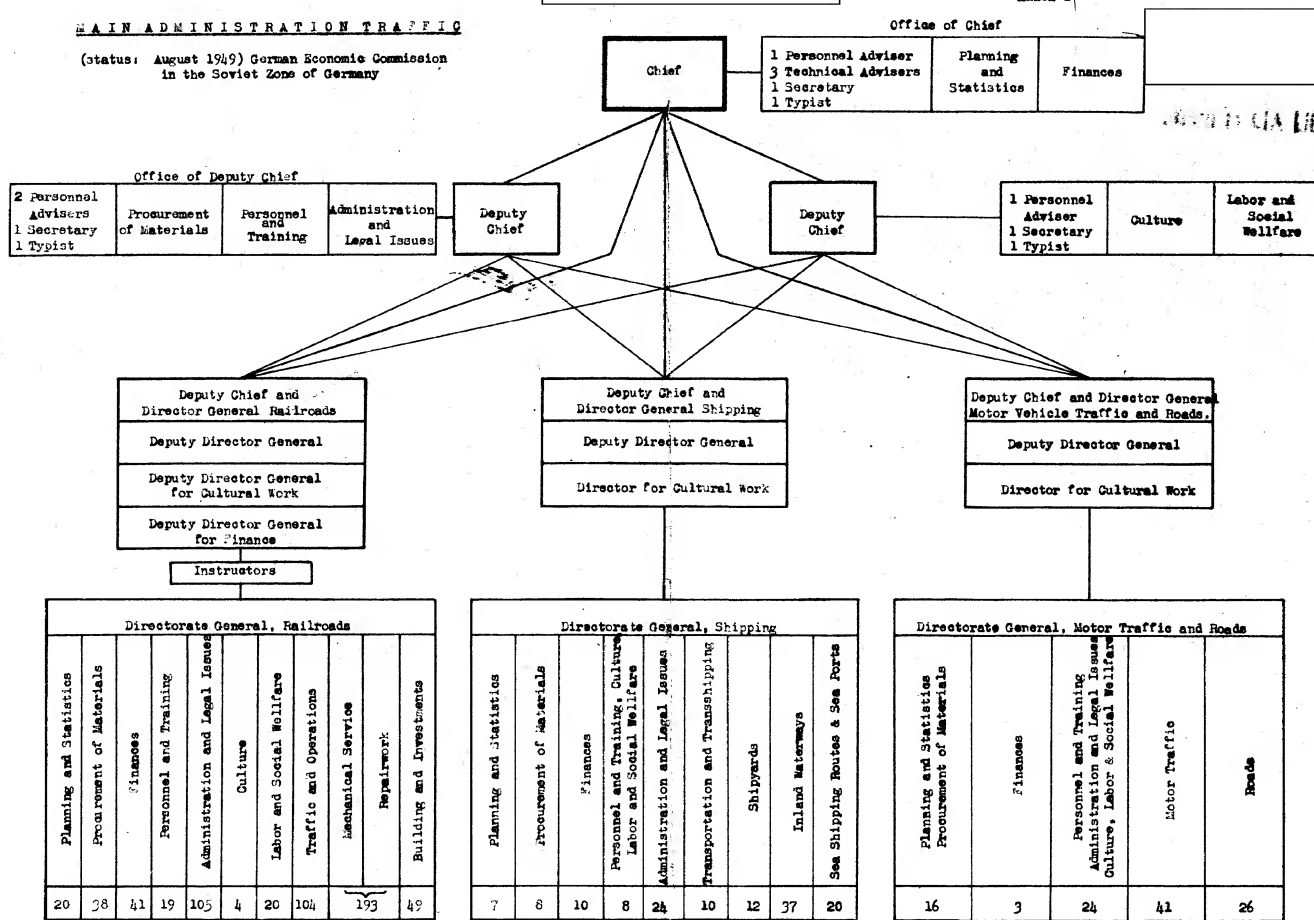 MAIN ADMINISTRATION TRAFFIC
(status: August 1949) German Economic Commission
in the Soviet Zone of Germany
Chief
Office of Chief
1 Personnel Adviser
3 Technical Advisers
1 Secretary
1 Typist
Planning
and
Statistics
Finances
Office of Deputy Chief
2 Personnel
Advisers
1 Secretary
1 Typist
Procurement
of Materials
Personnel
and
Training
Administration
and
Legal Issues
Deputy
Chief
Deputy
Chief
1 Personnel
Adviser
1 Secretary
1 Typist
Culture
Labor and
Social
Wellfare
Deputy Chief and
Director General Railroads
Deputy Director General
Deputy Director General
for Cultural Work
Deputy Director General
for Finance
Instructors
Deputy Chief and
Director General Shipping
Deputy Director General
Director for Cultural Work
Deputy Chief and Director General
Motor Vehicle Traffic and Roads.
Deputy Director General
Director for Cultural Work
Directorate General, Railroads
Planning and Statistics
Procurement of Materials
Finances
Personnel and Training
Administration and Legal Issues
Culture
Labor and Social Wellfare
Traffic and Operations
Mechanical Service
Repairwork
Building and Investments
20 38 41 19 105 4 20 104 193 49
Directorate General, Shipping
Planning and Statistics
Procurement of Materials
Finances
Personnel and Training, Culture,
Labor and Social Wellfare
Administration and Legal Issues
Transportation and Transshipping
Shipyards
Inland Waterways
Sea Shipping Routes & Sea Ports
7 8 10 8 24 10 12 37 20
Directorate General, Motor Traffic and Roads
Planning and Statistics
Procurement of Materials
Finances
Personnel and Training
Administration and Legal Issues
Culture, Labor & Social Wellfare
Motor Traffic
Roads
16 3 24 41 26